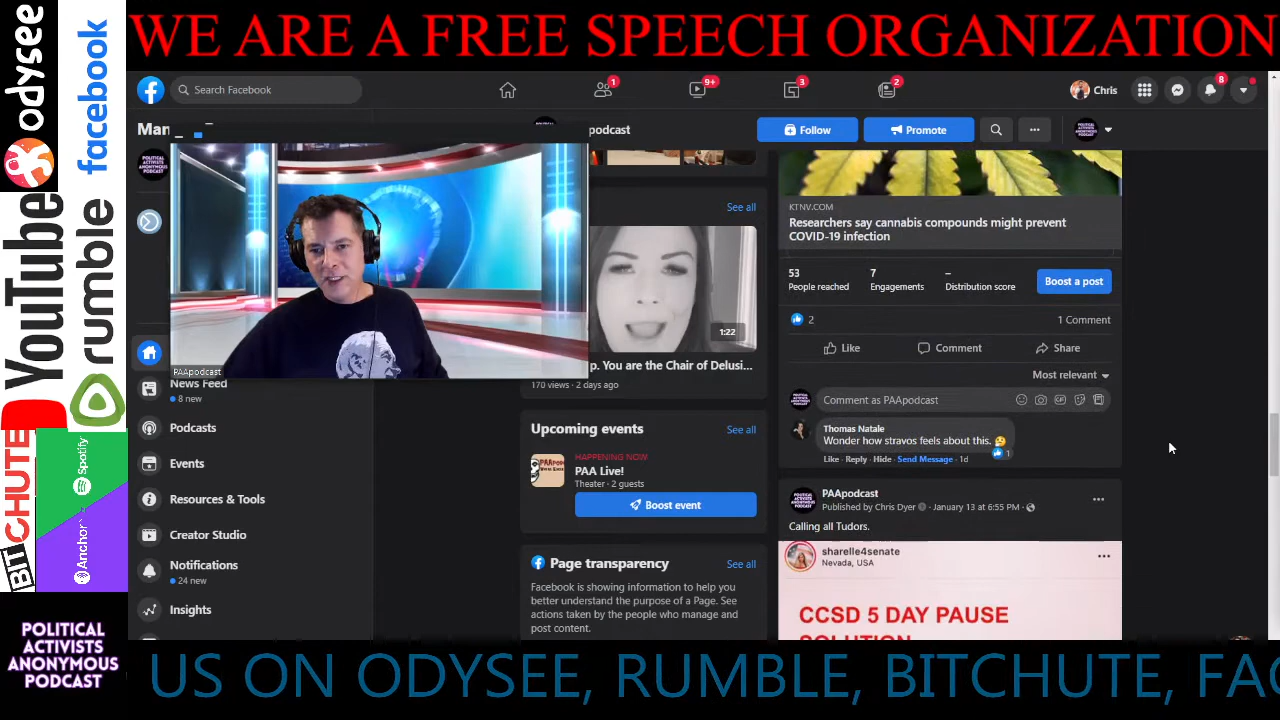 WE ARE A FREE SPEECH ORGANIZATION
odysee
facebook
YouTube
rumble
BITCHUTE
Spotify
Anchor
POLITICAL
ACTIVISTS
ANONYMOUS
PODCAST
Search Facebook
1
9+
3
2
Chris
8
podcast
Follow
Promote
PAApodcast
News Feed
8 new
Podcasts
Events
Resources & Tools
Creator Studio
Notifications
24 new
Insights
See all
1:22
p. You are the Chair of Delusi...
170 views · 2 days ago
Upcoming events
See all
HAPPENING NOW
PAA Live!
Theater · 2 guests
Boost event
Page transparency
See all
Facebook is showing information to help you
better understand the purpose of a Page. See
actions taken by the people who manage and
post content.
KTNV.COM
Researchers say cannabis compounds might prevent
COVID-19 infection
53
People reached
7
Engagements
–
Distribution score
Boost a post
2
1 Comment
Like
Comment
Share
Most relevant
Comment as PAApodcast
Thomas Natale
Wonder how stravos feels about this. 🤔
1
Like · Reply · Hide · Send Message · 1d
PAApodcast
Published by Chris Dyer · January 13 at 6:55 PM ·
Calling all Tudors.
sharelle4senate
Nevada, USA
CCSD 5 DAY PAUSE
SOLUTION
US ON ODYSEE, RUMBLE, BITCHUTE, FAC